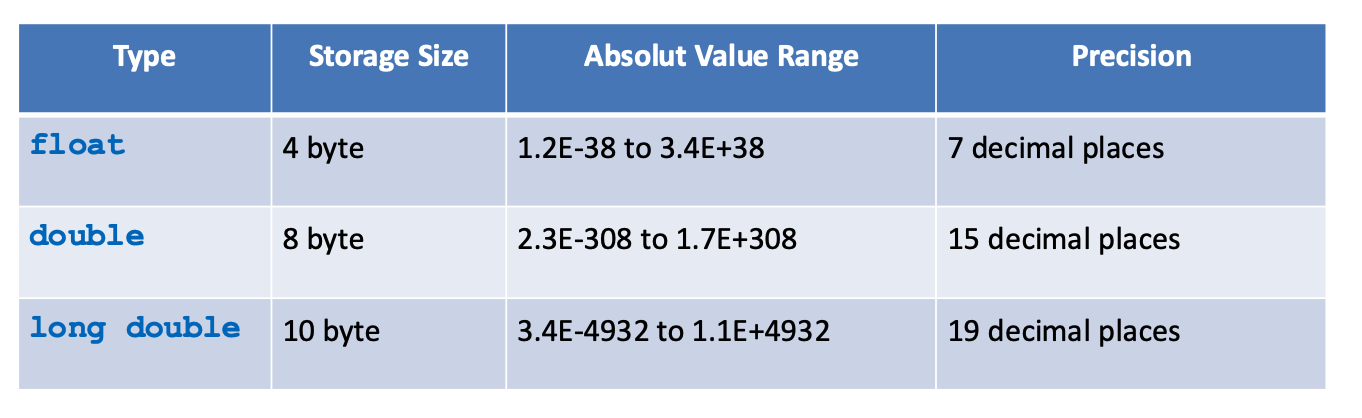 Type Storage Size Absolut Value Range Precision
float 4 byte 1.2E-38 to 3.4E+38 7 decimal places
double 8 byte 2.3E-308 to 1.7E+308 15 decimal places
long double 10 byte 3.4E-4932 to 1.1E+4932 19 decimal places